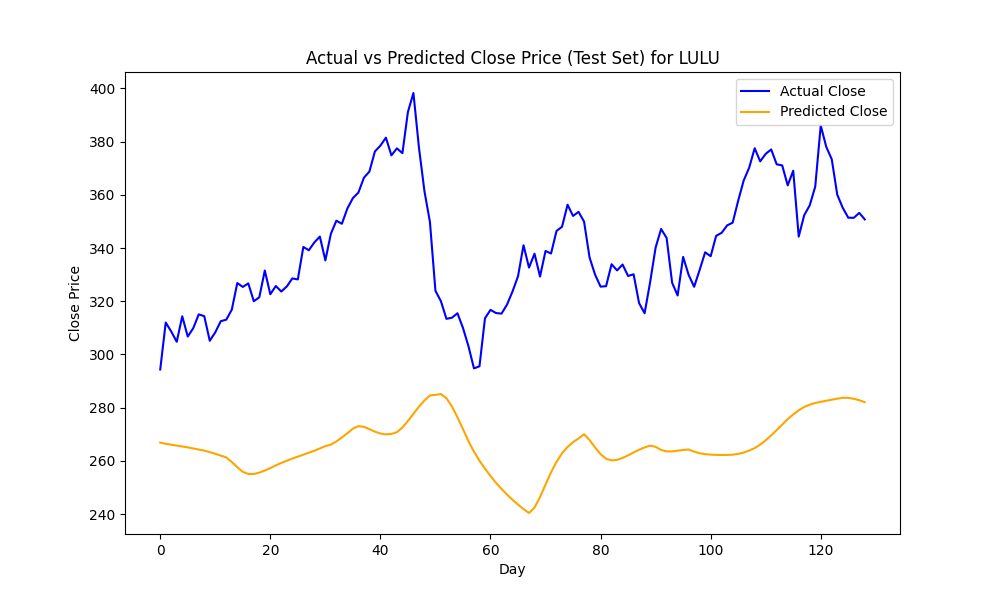 Actual vs Predicted Close Price (Test Set) for LULU
Actual Close
Predicted Close
Close Price
400
380
360
340
320
300
280
260
240
0 20 40 60 80 100 120
Day